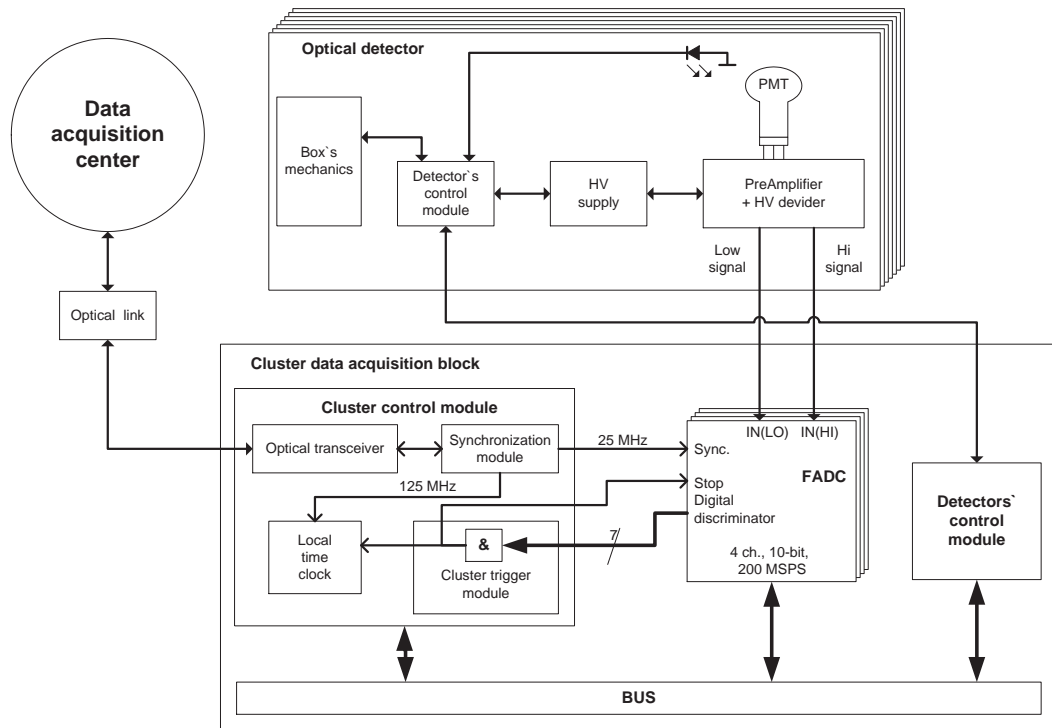 Optical detector
Data
acquisition
center
PMT
Box`s
mechanics
Detector`s
control
module
HV
supply
PreAmplifier
+ HV devider
Low
signal
Hi
signal
Optical link
Cluster data acquisition block
Cluster control module
Optical transceiver
Synchronization
module
25 MHz
125 MHz
Local
time
clock
&
Cluster trigger
module
7
IN(LO)
IN(HI)
Sync.
FADC
Stop
Digital
discriminator
4 ch., 10-bit,
200 MSPS
Detectors`
control
module
BUS